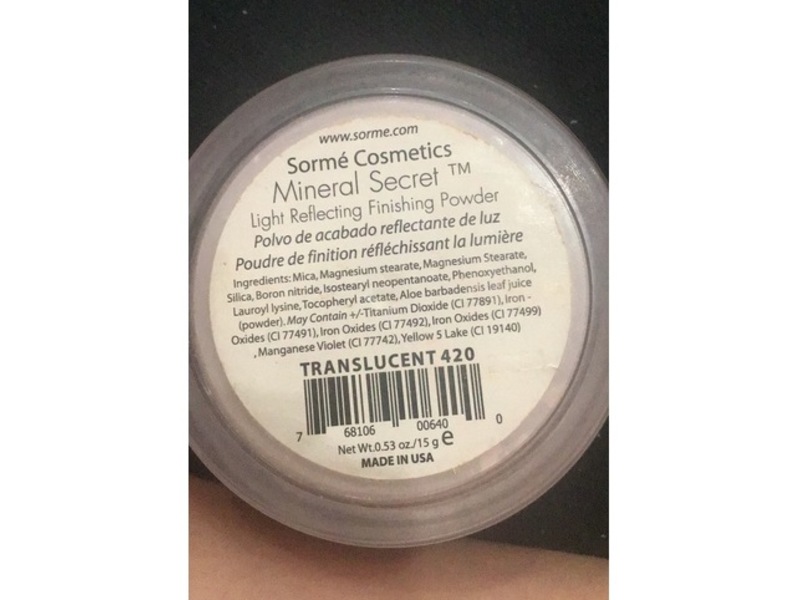 www.sorme.com
Sormé Cosmetics
Mineral Secret ™
Light Reflecting Finishing Powder
Polvo de acabado reflectante de luz
Poudre de finition réfléchissant la lumière
Ingredients: Mica, Magnesium stearate, Magnesium Stearate,
Silica, Boron nitride, Isostearyl neopentanoate, Phenoxyethanol,
Lauroyl lysine, Tocopheryl acetate, Aloe barbadensis leaf juice
(powder). May Contain +/-Titanium Dioxide (CI 77891), Iron -
Oxides (CI 77491), Iron Oxides (CI 77492), Iron Oxides (CI 77499)
, Manganese Violet (CI 77742), Yellow 5 Lake (CI 19140)
TRANSLUCENT 420
7 68106 00640 0
Net Wt.0.53 oz./15 g e
MADE IN USA